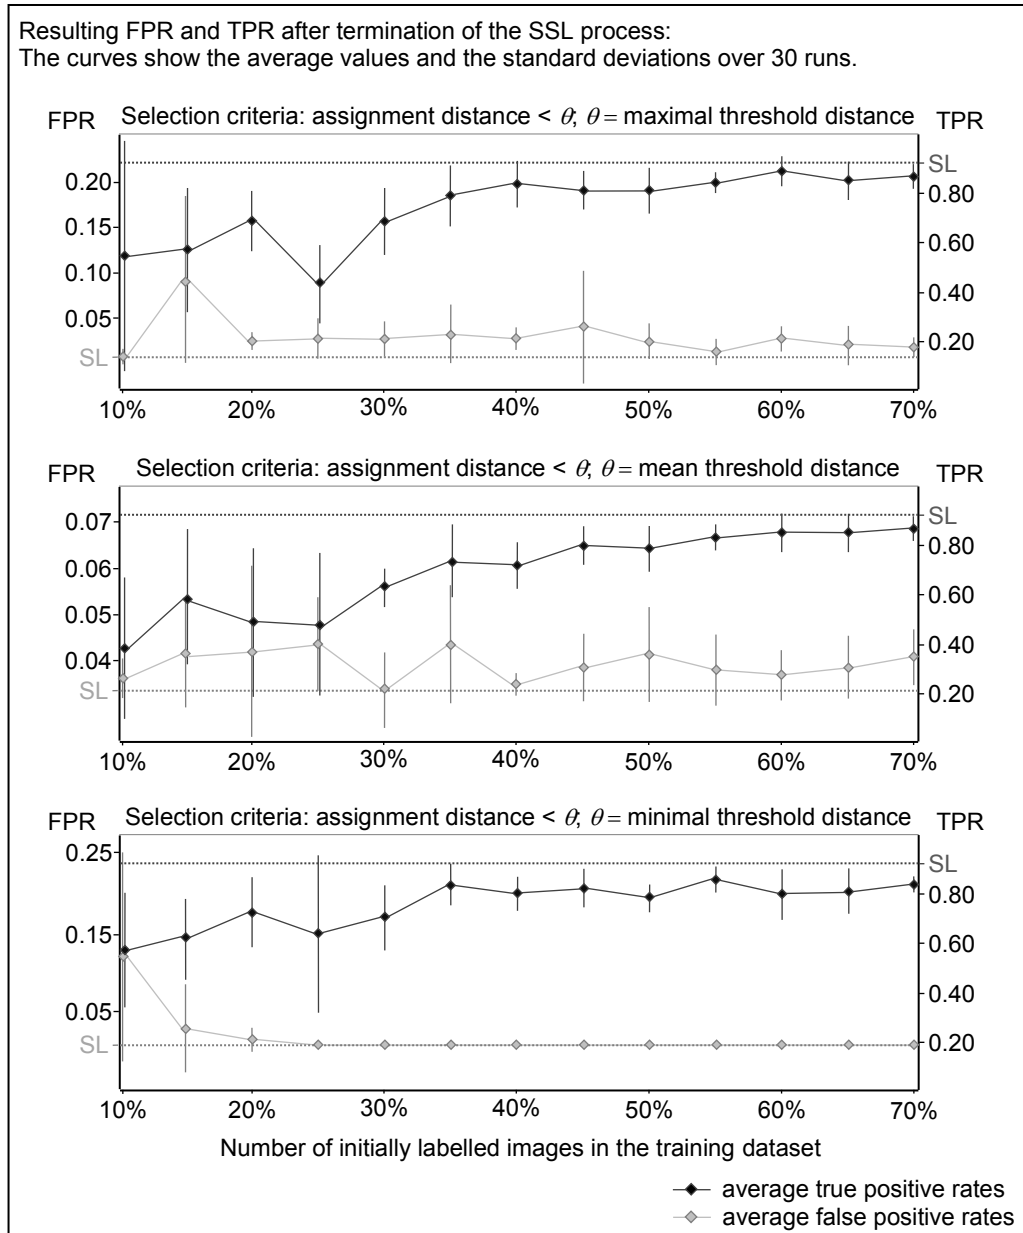 Resulting FPR and TPR after termination of the SSL process:
The curves show the average values and the standard deviations over 30 runs.
FPR Selection criteria: assignment distance < θ; θ = maximal threshold distance TPR
SL
0.20
0.80
0.15
0.60
0.10
0.40
0.05
0.20
SL
10% 20% 30% 40% 50% 60% 70%
FPR Selection criteria: assignment distance < θ; θ = mean threshold distance TPR
SL
0.07
0.80
0.06
0.60
0.05
0.40
0.04
SL
0.20
10% 20% 30% 40% 50% 60% 70%
FPR Selection criteria: assignment distance < θ; θ = minimal threshold distance TPR
0.25
SL
0.80
0.15
0.60
0.40
0.05
SL
0.20
10% 20% 30% 40% 50% 60% 70%
Number of initially labelled images in the training dataset
average true positive rates
average false positive rates